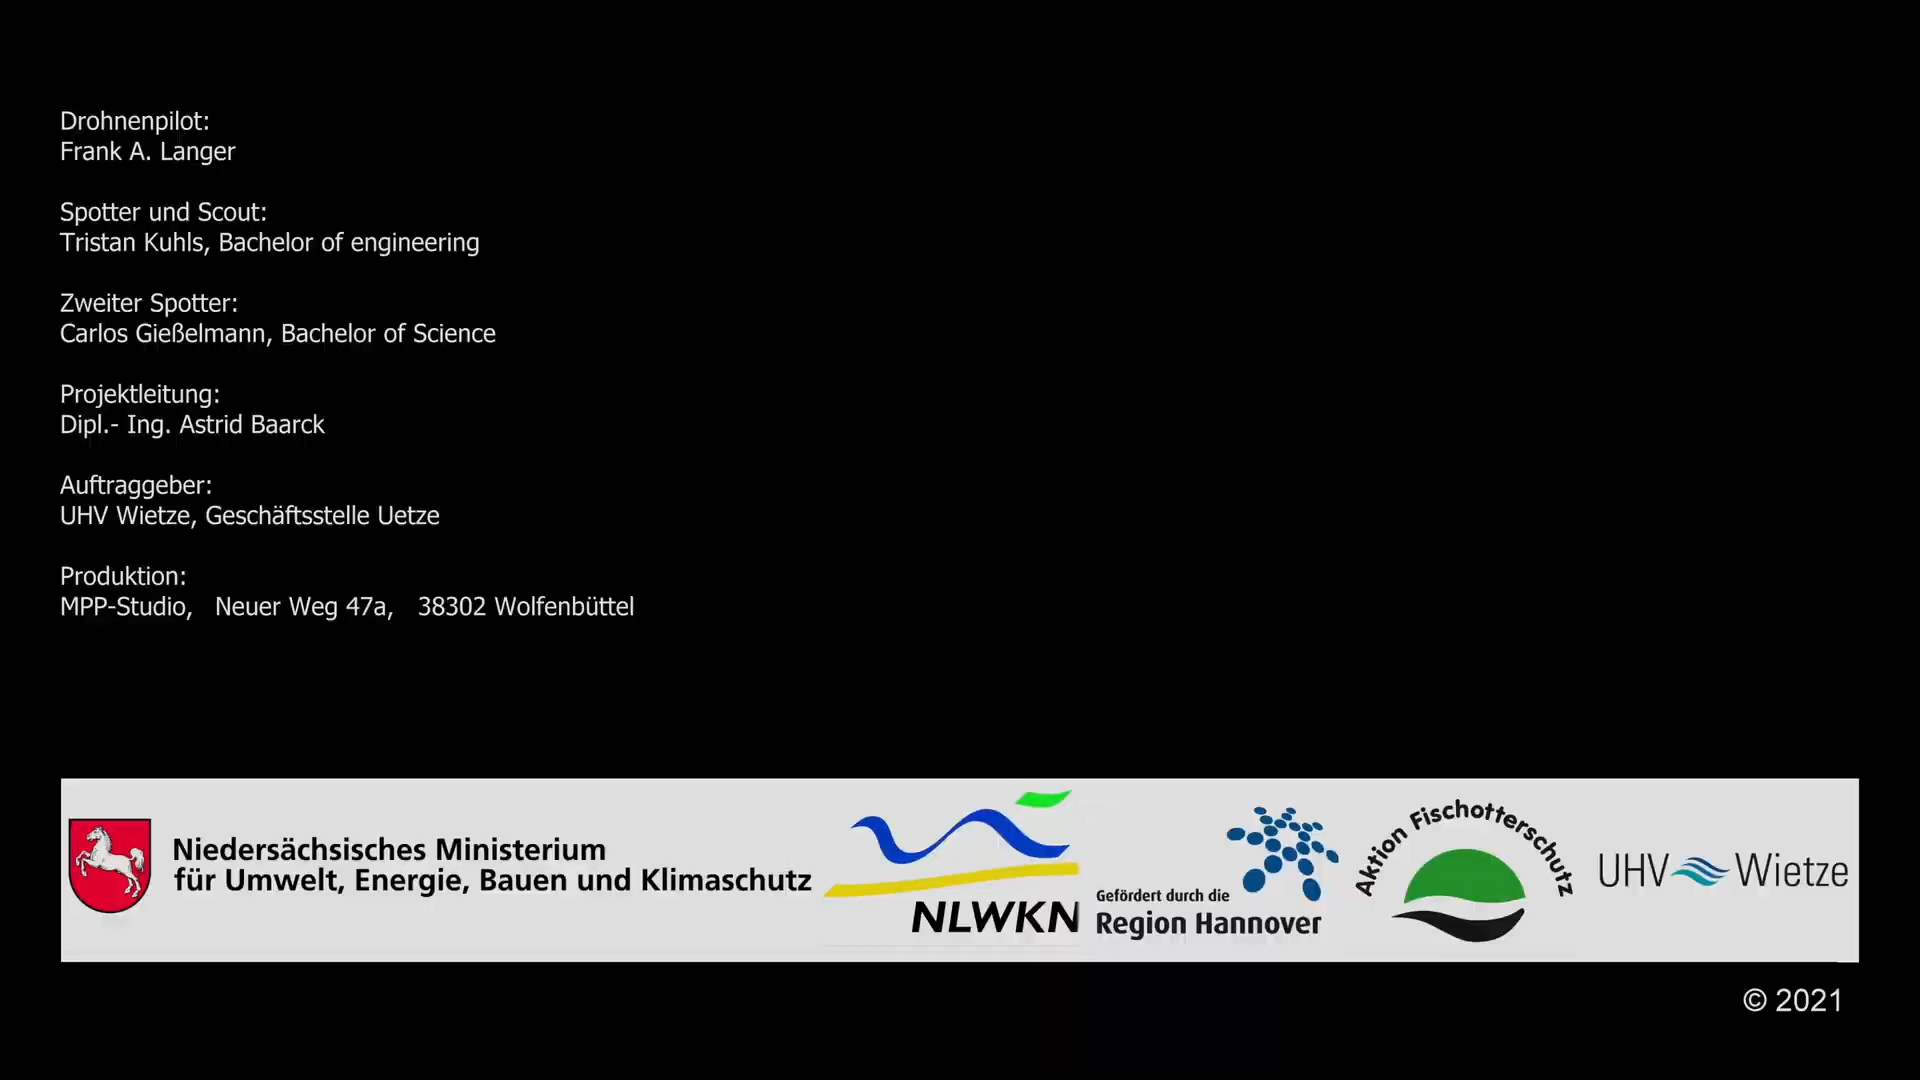 Drohnenpilot:
Frank A. Langer
Spotter und Scout:
Tristan Kuhls, Bachelor of engineering
Zweiter Spotter:
Carlos Gießelmann, Bachelor of Science
Projektleitung:
Dipl.- Ing. Astrid Baarck
Auftraggeber:
UHV Wietze, Geschäftsstelle Uetze
Produktion:
MPP-Studio,   Neuer Weg 47a,   38302 Wolfenbüttel
Niedersächsisches Ministerium
für Umwelt, Energie, Bauen und Klimaschutz
NLWKN
Gefördert durch die
Region Hannover
Aktion Fischotterschutz
UHV Wietze
© 2021